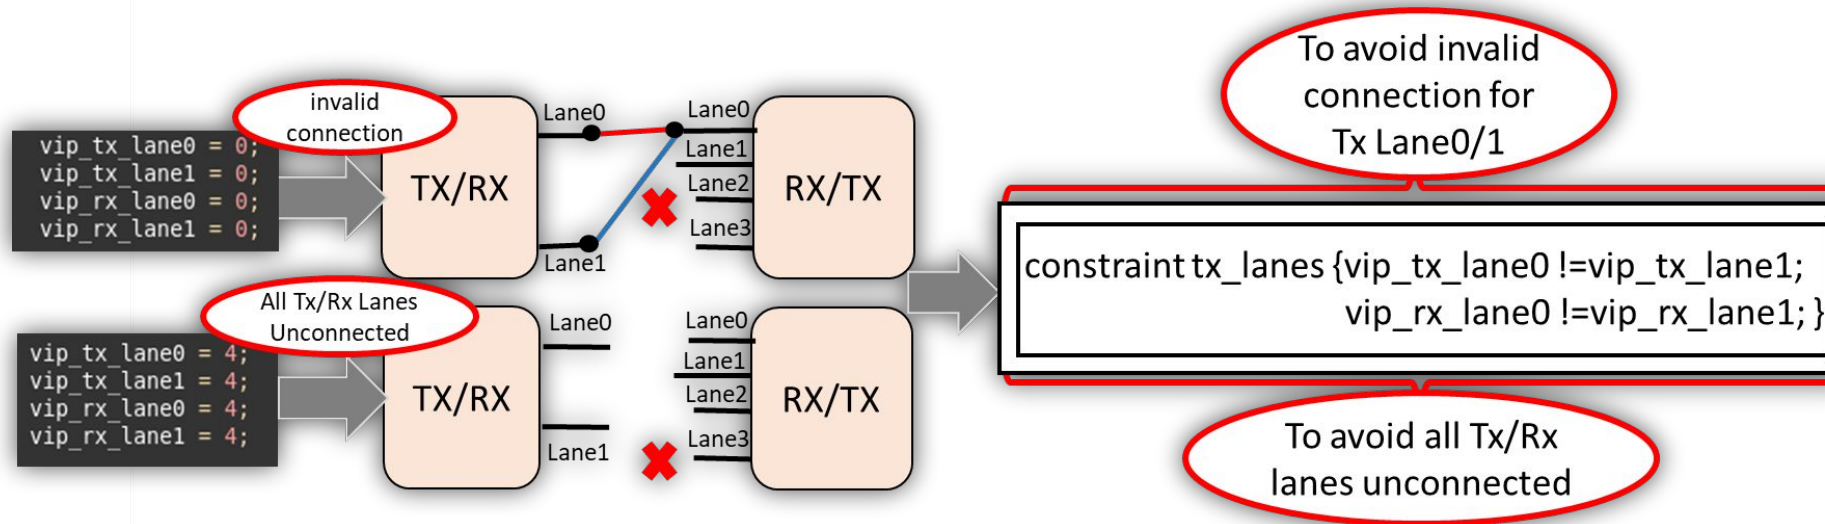 invalid
connection
vip_tx_lane0 = 0;
vip_tx_lane1 = 0;
vip_rx_lane0 = 0;
vip_rx_lane1 = 0;
TX/RX
Lane0
Lane1
Lane0
Lane1
Lane2
Lane3
RX/TX
All Tx/Rx Lanes
Unconnected
vip_tx_lane0 = 4;
vip_tx_lane1 = 4;
vip_rx_lane0 = 4;
vip_rx_lane1 = 4;
TX/RX
Lane0
Lane1
Lane0
Lane1
Lane2
Lane3
RX/TX
To avoid invalid
connection for
Tx Lane0/1
constraint tx_lanes {vip_tx_lane0 !=vip_tx_lane1;
vip_rx_lane0 !=vip_rx_lane1; }
To avoid all Tx/Rx
lanes unconnected